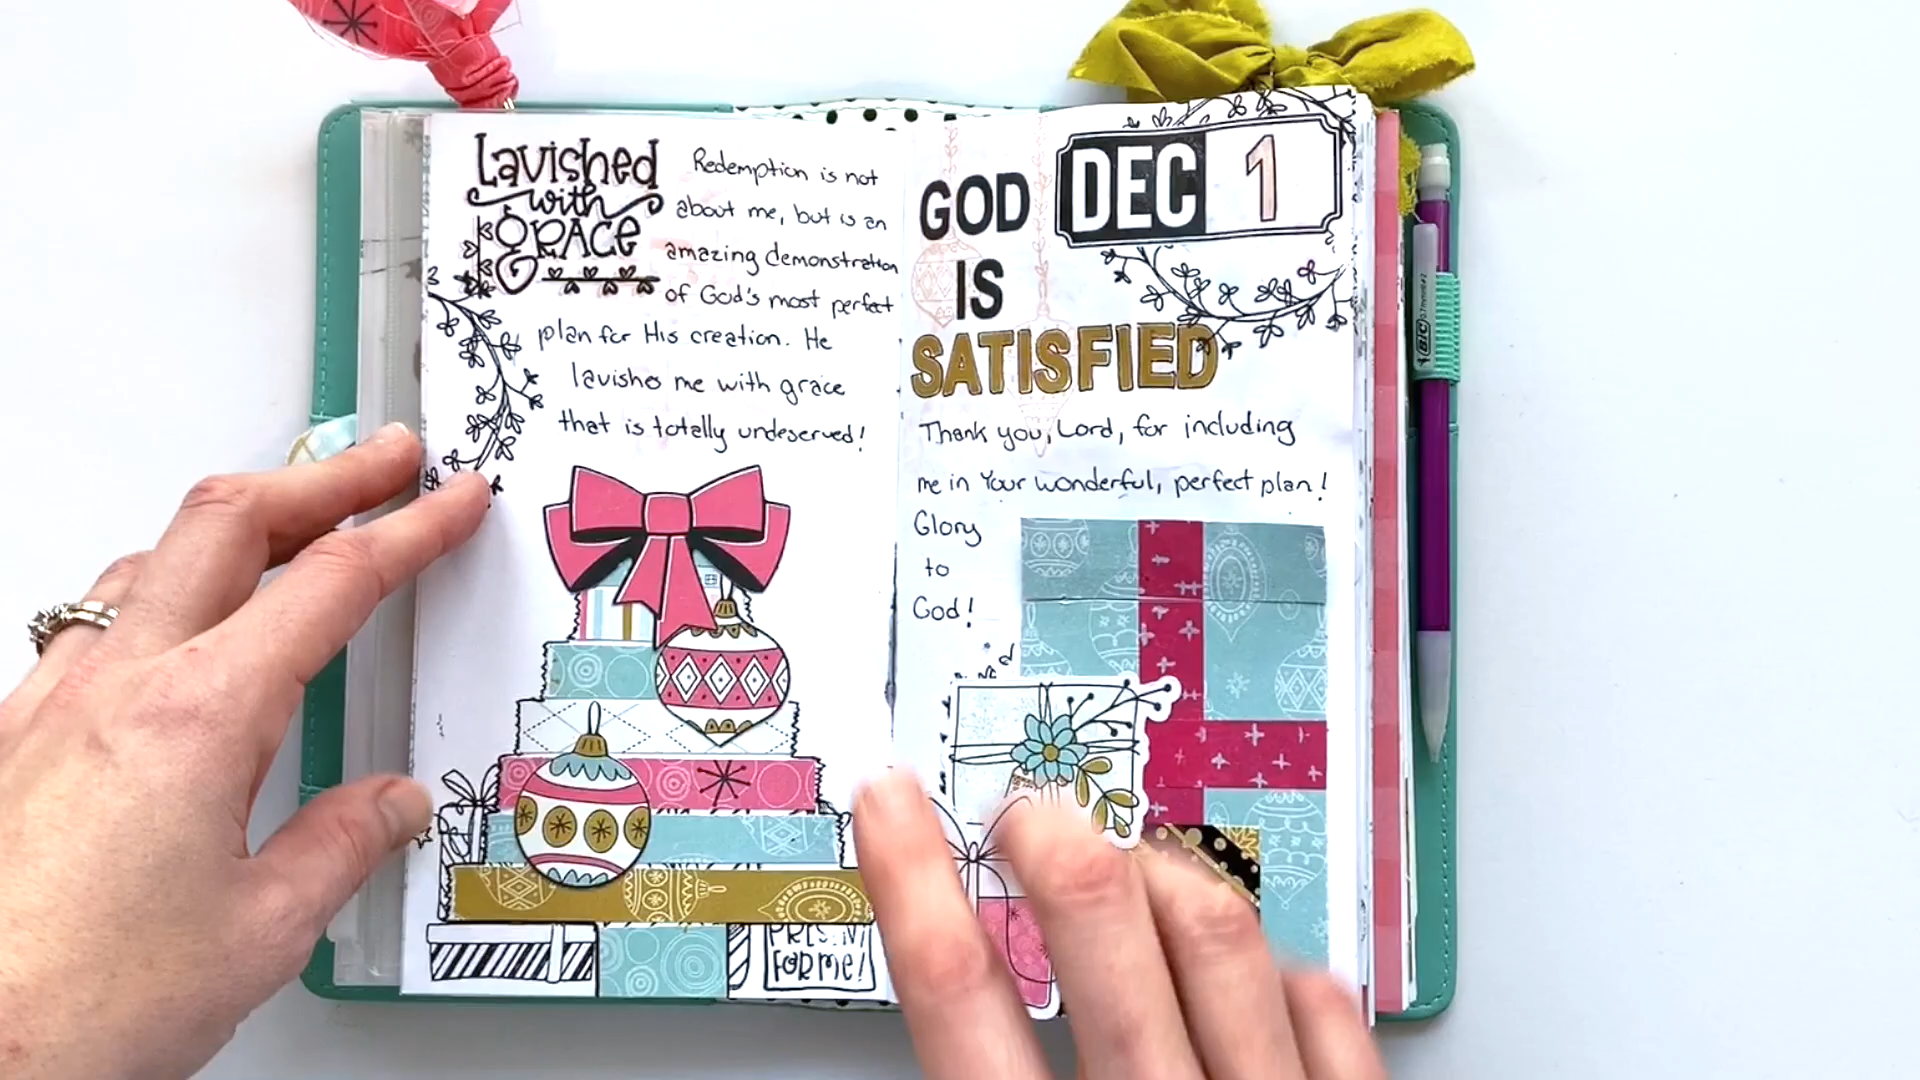 Lavished
with
grace
Redemption is not
about me, but is an
amazing demonstration
of God's most perfect
plan for His creation. He
lavishes me with grace
that is totally undeserved!
PRESENT
FOR ME!
DEC 1
GOD
IS
SATISFIED
Thank you, Lord, for including
me in Your wonderful, perfect plan!
Glory
to
God!
BIC